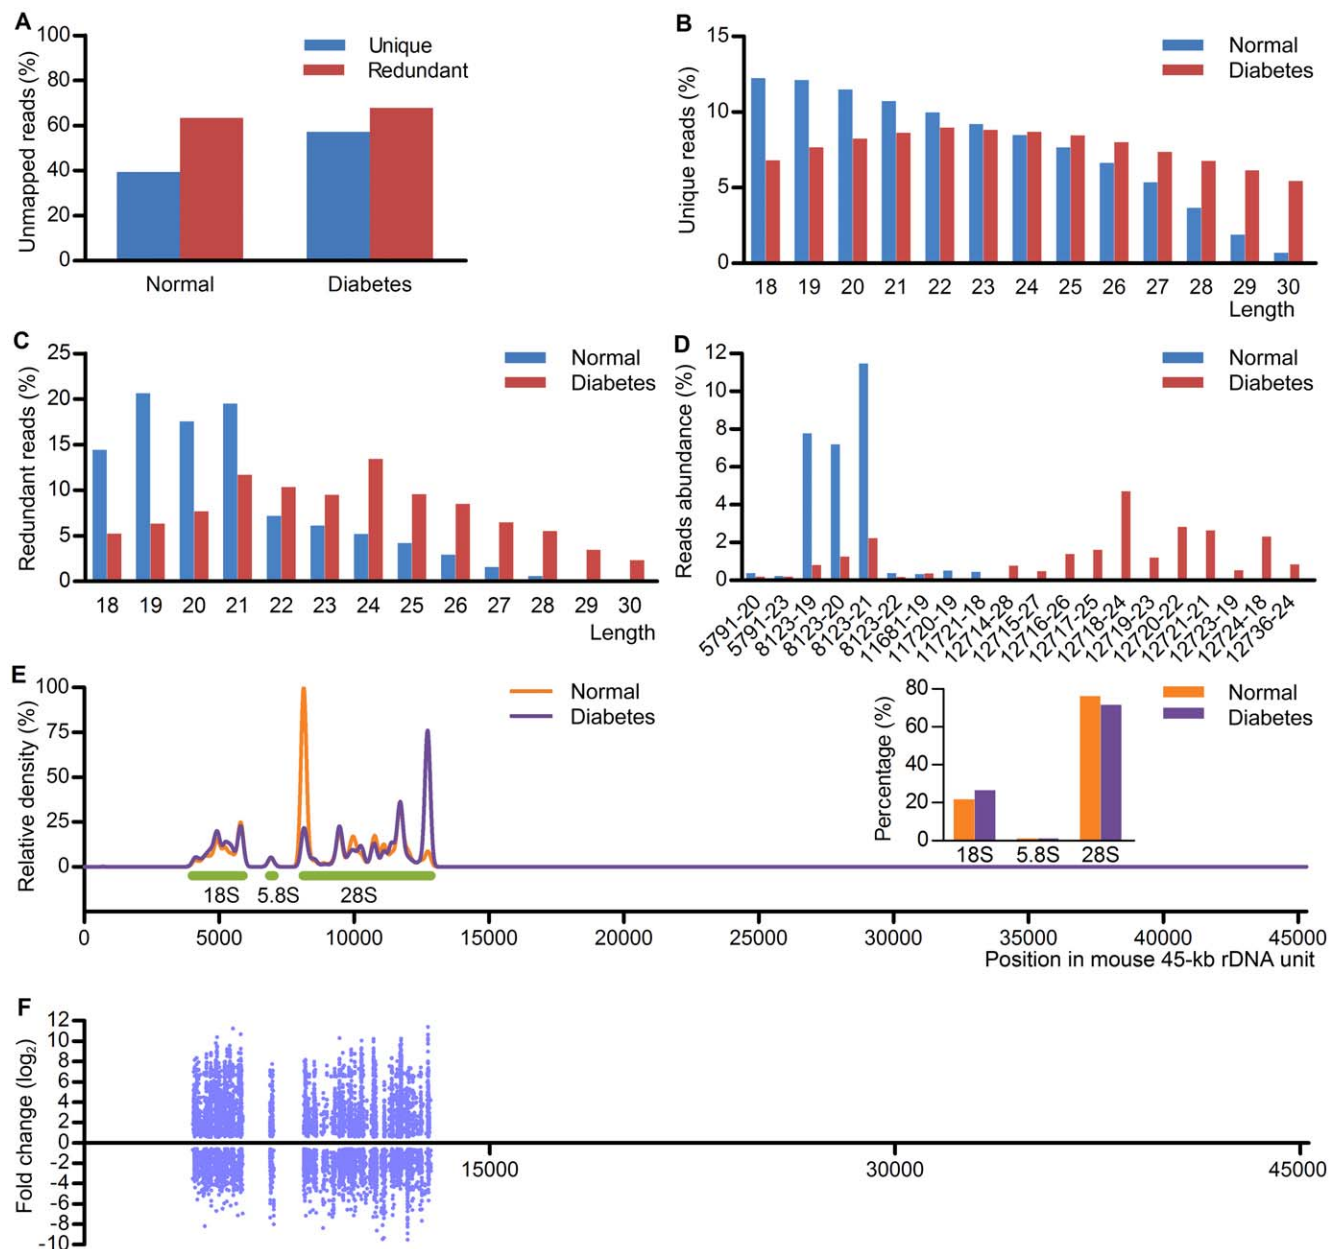 A
Unmapped reads (%)
100
80
60
40
20
0
Unique
Redundant
Normal Diabetes
B
Unique reads (%)
15
10
5
0
Normal
Diabetes
18 19 20 21 22 23 24 25 26 27 28 29 30
Length
C
Redundant reads (%)
25
20
15
10
5
0
Normal
Diabetes
18 19 20 21 22 23 24 25 26 27 28 29 30
Length
D
Reads abundance (%)
12
10
8
6
4
2
0
Normal
Diabetes
5791-20
5791-23
8123-19
8123-20
8123-21
8123-22
11681-19
11720-19
11721-18
12714-28
12715-27
12716-26
12717-25
12718-24
12719-23
12720-22
12721-21
12723-19
12724-18
12736-24
E
Relative density (%)
100
75
50
25
0
Normal
Diabetes
18S 5.8S 28S
0 5000 10000 15000 20000 25000 30000 35000 40000 45000
Position in mouse 45-kb rDNA unit
Percentage (%)
80
60
40
20
0
18S 5.8S 28S
Normal
Diabetes
F
Fold change (log₂)
12
10
8
6
4
2
0
-2
-4
-6
-8
-10
15000 30000 45000